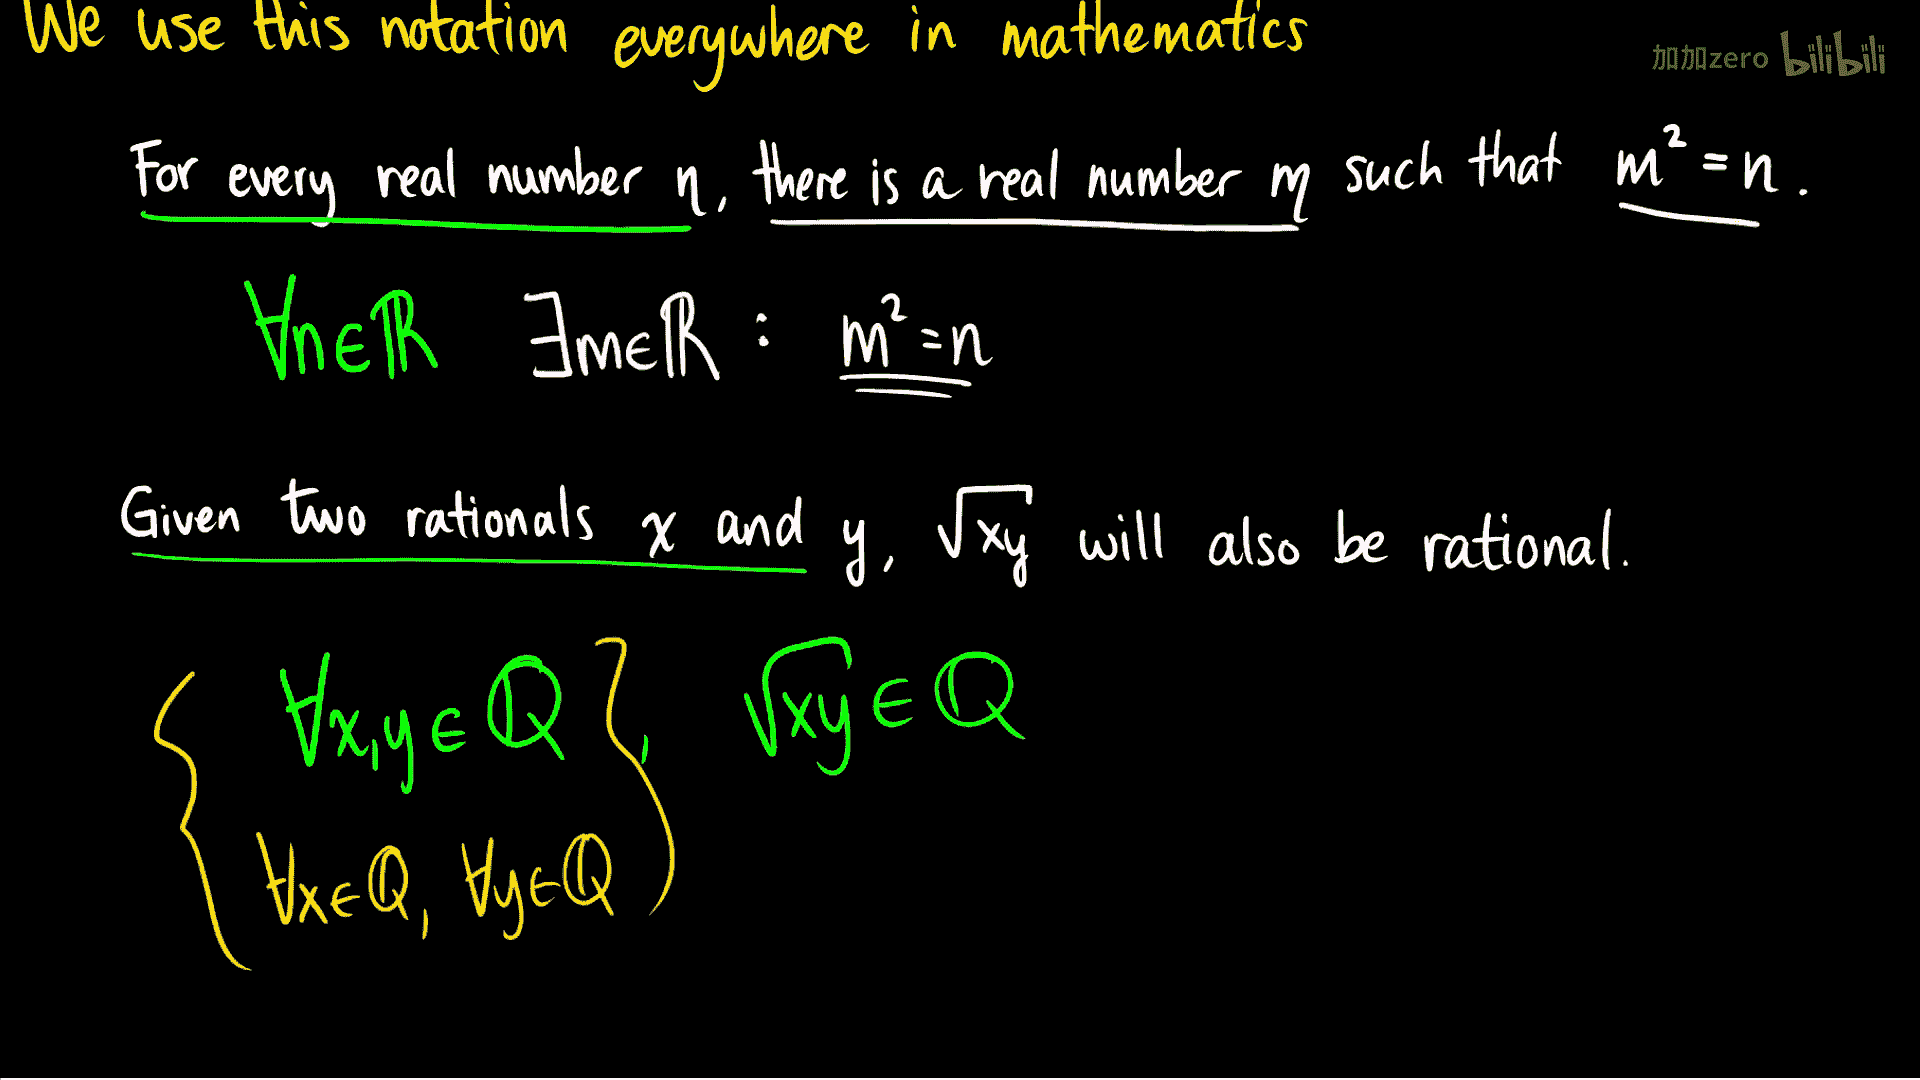 We use this notation everywhere in mathematics
加加zero bilibili
For every real number n, there is a real number m such that m² = n.
∀n∈ℝ ∃m∈ℝ : m² = n
Given two rationals x and y, √xy will also be rational.
{ ∀x,y ∈ ℚ }, √xy ∈ ℚ
∀x∈ℚ, ∀y∈ℚ